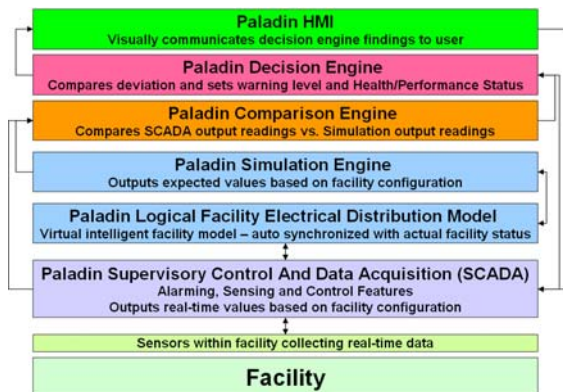 Paladin HMI
Visually communicates decision engine findings to user
Paladin Decision Engine
Compares deviation and sets warning level and Health/Performance Status
Paladin Comparison Engine
Compares SCADA output readings vs. Simulation output readings
Paladin Simulation Engine
Outputs expected values based on facility configuration
Paladin Logical Facility Electrical Distribution Model
Virtual intelligent facility model – auto synchronized with actual facility status
Paladin Supervisory Control And Data Acquisition (SCADA)
Alarming, Sensing and Control Features
Outputs real-time values based on facility configuration
Sensors within facility collecting real-time data
Facility